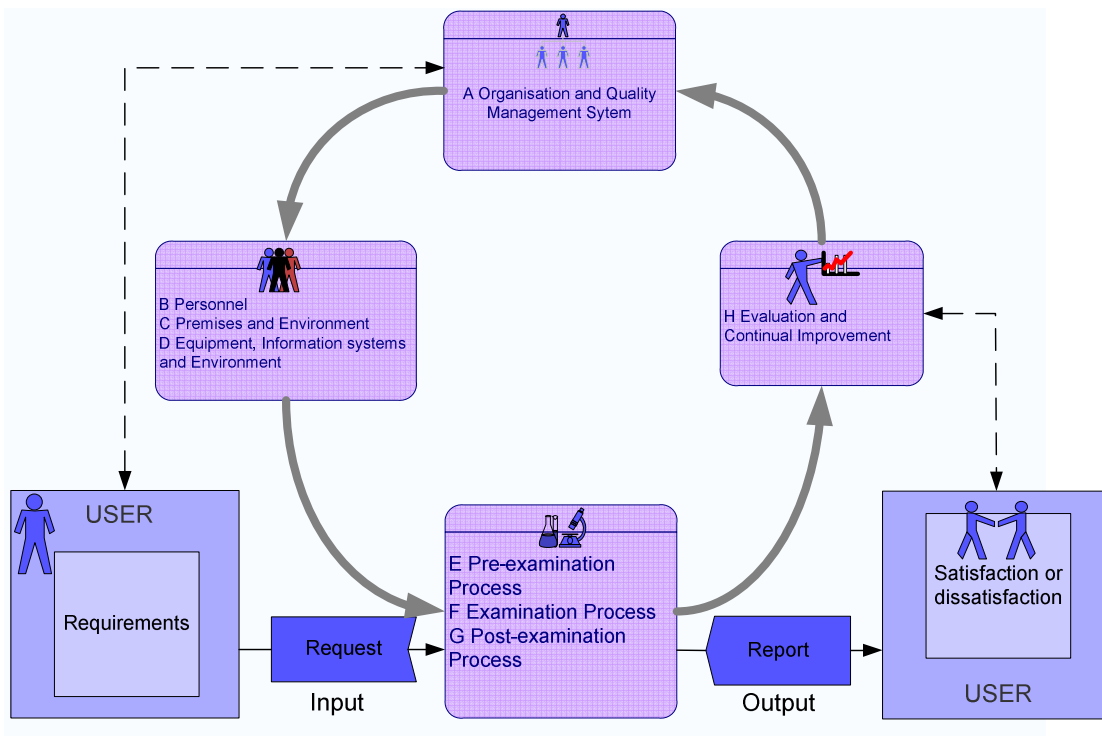 A Organisation and Quality
Management Sytem
B Personnel
C Premises and Environment
D Equipment, Information systems
and Environment
H Evaluation and
Continual Improvement
USER
Requirements
Request
Input
E Pre-examination
Process
F Examination Process
G Post-examination
Process
Report
Output
Satisfaction or
dissatisfaction
USER